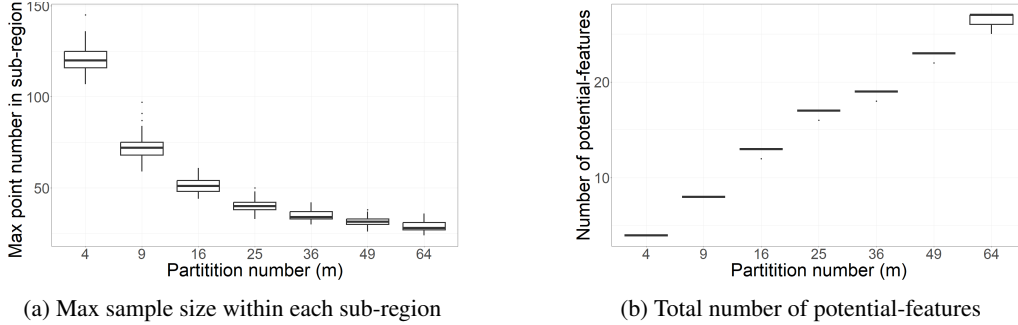 Max point number in sub-region
150
100
50
4 9 16 25 36 49 64
Partitition number (m)
(a) Max sample size within each sub-region
Number of potential-features
20
10
4 9 16 25 36 49 64
Partitition number (m)
(b) Total number of potential-features